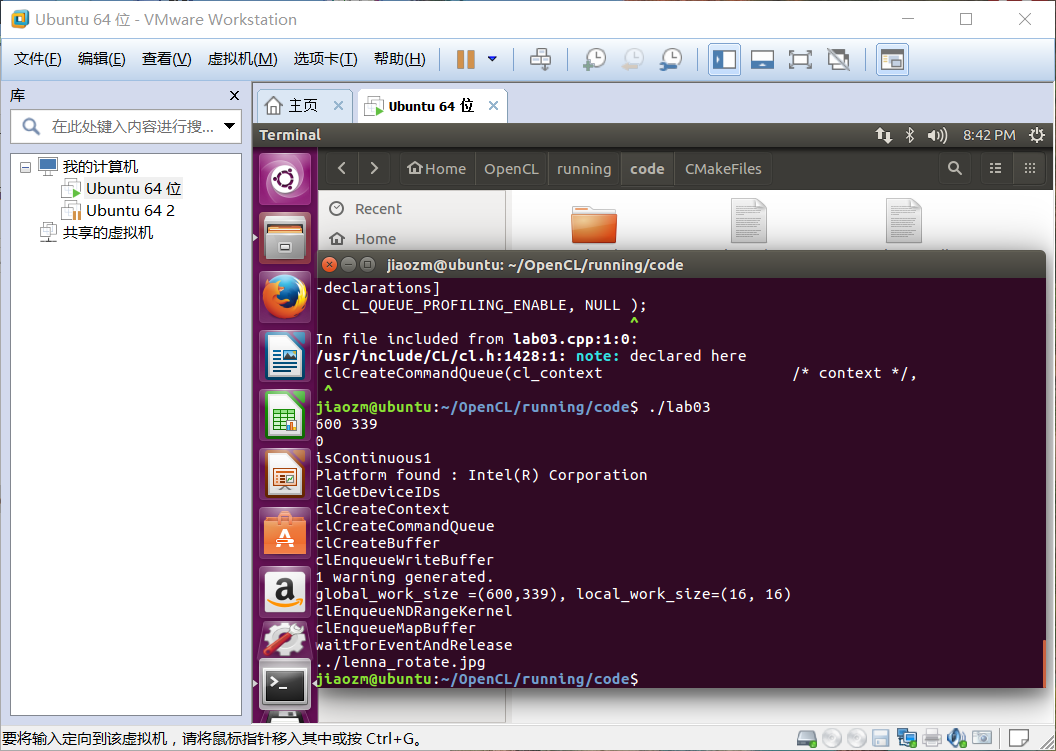 Ubuntu 64 位 - VMware Workstation
文件(F) 编辑(E) 查看(V) 虚拟机(M) 选项卡(T) 帮助(H)
库
在此处键入内容进行搜...
我的计算机
Ubuntu 64 位
Ubuntu 64 2
共享的虚拟机
主页 Ubuntu 64 位
Terminal 8:42 PM
Home OpenCL running code CMakeFiles
Recent
Home
jiaozm@ubuntu: ~/OpenCL/running/code
-declarations]
CL_QUEUE_PROFILING_ENABLE, NULL );
^
In file included from lab03.cpp:1:0:
/usr/include/CL/cl.h:1428:1: note: declared here
clCreateCommandQueue(cl_context /* context */,
^
jiaozm@ubuntu:~/OpenCL/running/code$ ./lab03
600 339
0
isContinuous1
Platform found : Intel(R) Corporation
clGetDeviceIDs
clCreateContext
clCreateCommandQueue
clCreateBuffer
clEnqueueWriteBuffer
1 warning generated.
global_work_size =(600,339), local_work_size=(16, 16)
clEnqueueNDRangeKernel
clEnqueueMapBuffer
waitForEventAndRelease
../lenna_rotate.jpg
jiaozm@ubuntu:~/OpenCL/running/code$
要将输入定向到该虚拟机，请将鼠标指针移入其中或按 Ctrl+G。